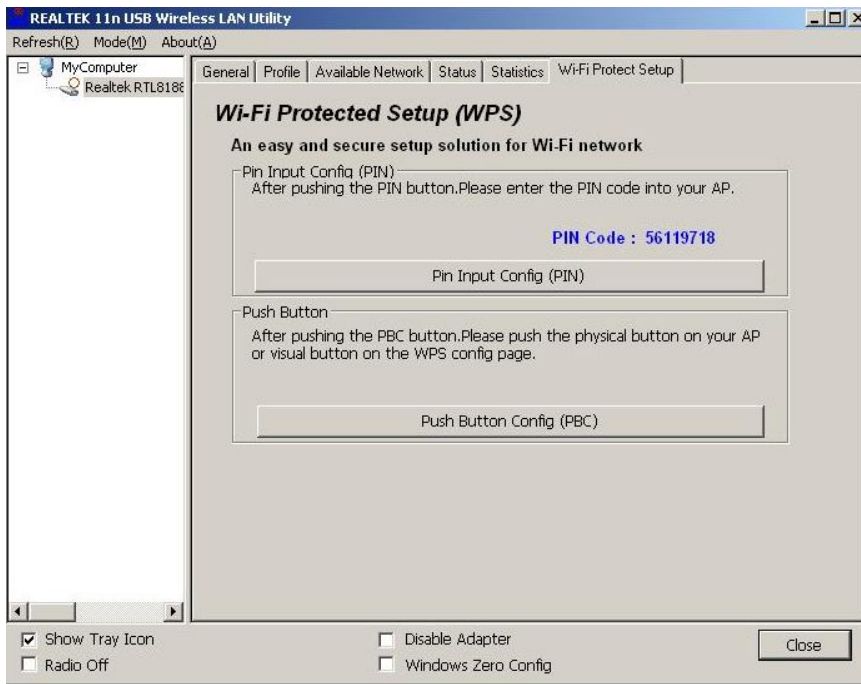 REALTEK 11n USB Wireless LAN Utility
Refresh(R) Mode(M) About(A)
MyComputer
Realtek RTL8188
General Profile Available Network Status Statistics Wi-Fi Protect Setup
Wi-Fi Protected Setup (WPS)
An easy and secure setup solution for Wi-Fi network
Pin Input Config (PIN)
After pushing the PIN button.Please enter the PIN code into your AP.
PIN Code : 56119718
Pin Input Config (PIN)
Push Button
After pushing the PBC button.Please push the physical button on your AP
or visual button on the WPS config page.
Push Button Config (PBC)
Show Tray Icon
Disable Adapter
Close
Radio Off
Windows Zero Config